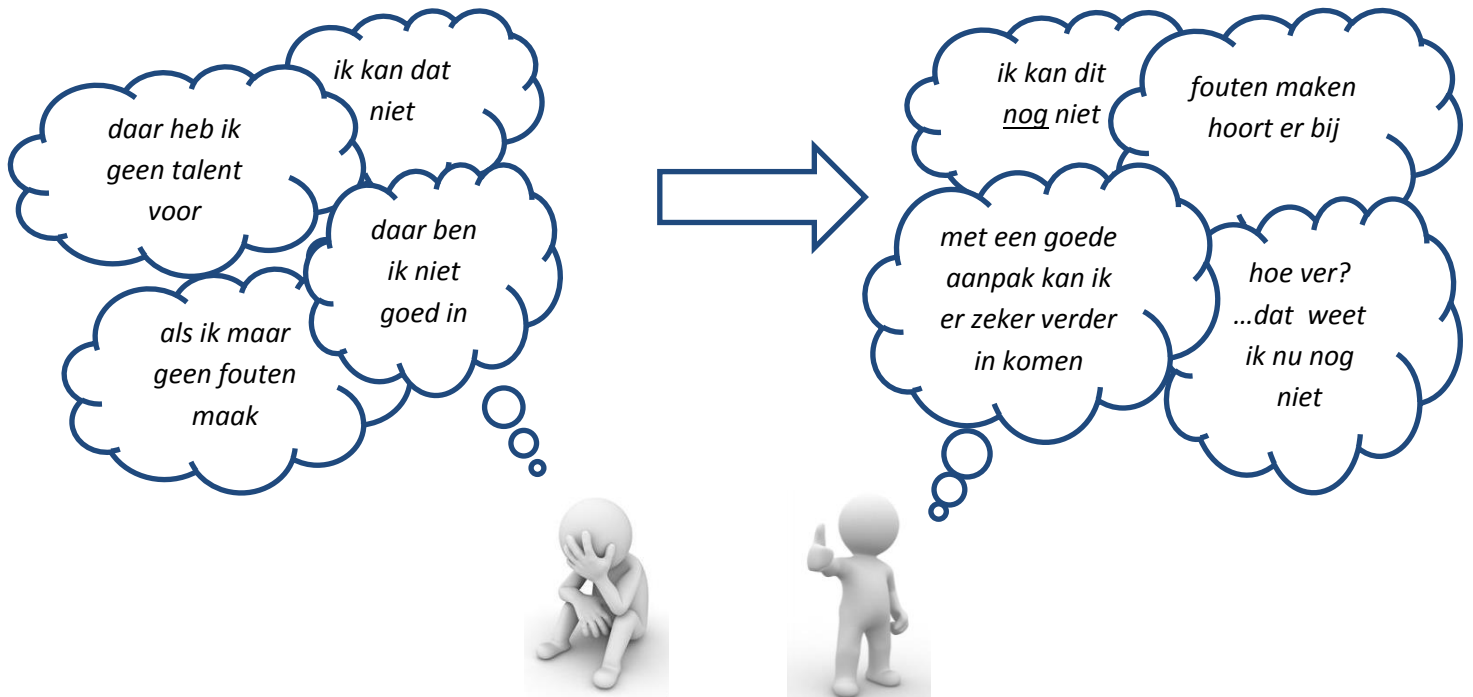 ik kan dat
niet
daar heb ik
geen talent
voor
daar ben
ik niet
goed in
als ik maar
geen fouten
maak
ik kan dit
nog niet
fouten maken
hoort er bij
met een goede
aanpak kan ik
er zeker verder
in komen
hoe ver?
...dat weet
ik nu nog
niet